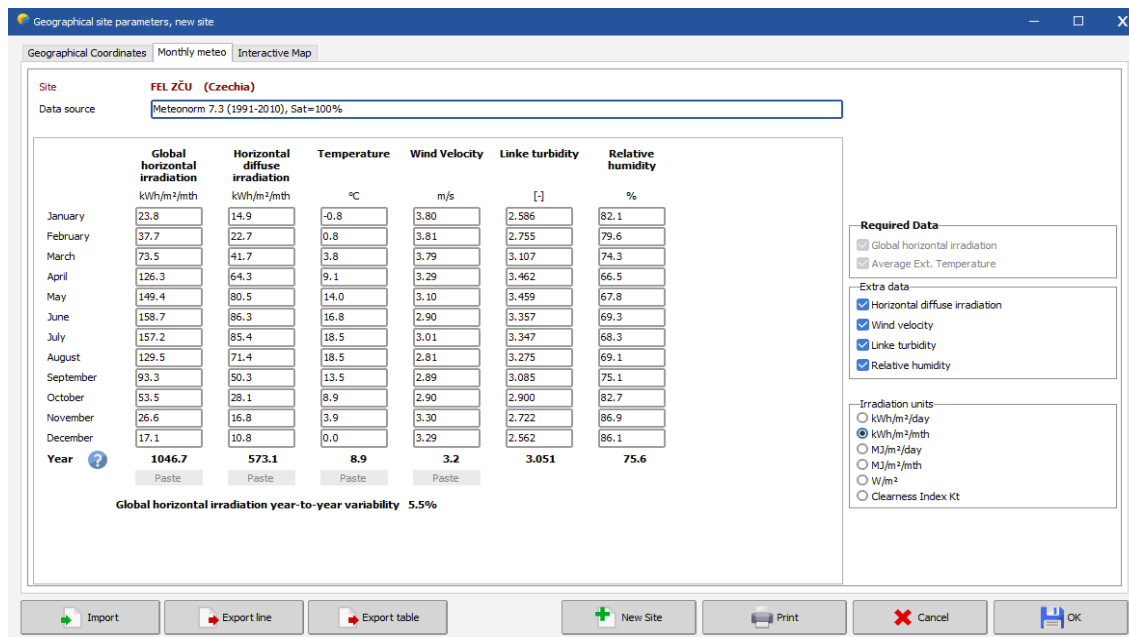 Geographical site parameters, new site
Geographical Coordinates Monthly meteo Interactive Map
Site FEL ZČU (Czechia)
Data source Meteonorm 7.3 (1991-2010), Sat=100%
Global horizontal irradiation Horizontal diffuse irradiation Temperature Wind Velocity Linke turbidity Relative humidity
kWh/m²/mth kWh/m²/mth °C m/s [-] %
January 23.8 14.9 -0.8 3.80 2.586 82.1
February 37.7 22.7 0.8 3.81 2.755 79.6
March 73.5 41.7 3.8 3.79 3.107 74.3
April 126.3 64.3 9.1 3.29 3.462 66.5
May 149.4 80.5 14.0 3.10 3.459 67.8
June 158.7 86.3 16.8 2.90 3.357 69.3
July 157.2 85.4 18.5 3.01 3.347 68.3
August 129.5 71.4 18.5 2.81 3.275 69.1
September 93.3 50.3 13.5 2.89 3.085 75.1
October 53.5 28.1 8.9 2.90 2.900 82.7
November 26.6 16.8 3.9 3.30 2.722 86.9
December 17.1 10.8 0.0 3.29 2.562 86.1
Year ? 1046.7 573.1 8.9 3.2 3.051 75.6
Paste Paste Paste Paste
Global horizontal irradiation year-to-year variability 5.5%
Required Data
Global horizontal irradiation
Average Ext. Temperature
Extra data
Horizontal diffuse irradiation
Wind velocity
Linke turbidity
Relative humidity
Irradiation units
kWh/m²/day
kWh/m²/mth
MJ/m²/day
MJ/m²/mth
W/m²
Clearness Index Kt
Import Export line Export table New Site Print Cancel OK